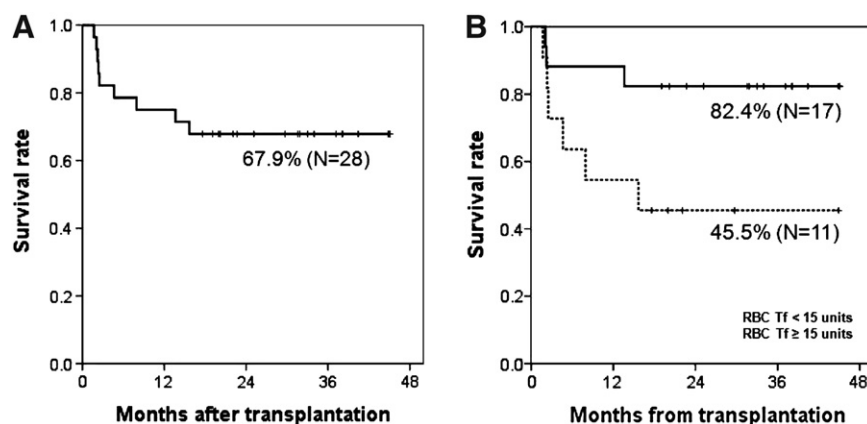 A
1.0
0.8
0.6
0.4
0.2
0.0
Survival rate
67.9% (N=28)
0 12 24 36 48
Months after transplantation
B
1.0
0.8
0.6
0.4
0.2
0.0
Survival rate
82.4% (N=17)
45.5% (N=11)
RBC Tf < 15 units
RBC Tf ≥ 15 units
0 12 24 36 48
Months from transplantation